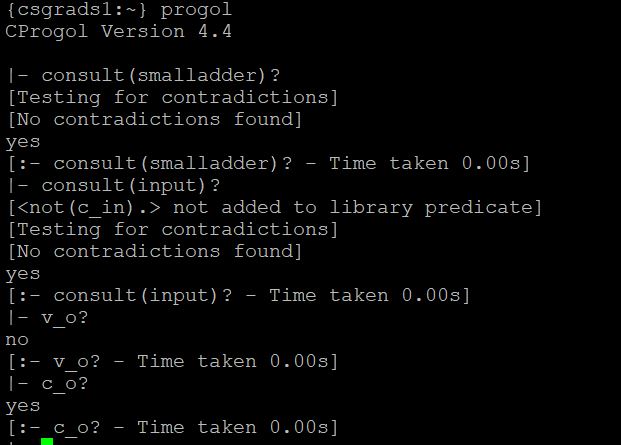 {csgrads1:~} progol
CProgol Version 4.4
|- consult(smalladder)?
[Testing for contradictions]
[No contradictions found]
yes
[:- consult(smalladder)? - Time taken 0.00s]
|- consult(input)?
[<not(c_in).> not added to library predicate]
[Testing for contradictions]
[No contradictions found]
yes
[:- consult(input)? - Time taken 0.00s]
|- v_o?
no
[:- v_o? - Time taken 0.00s]
|- c_o?
yes
[:- c_o? - Time taken 0.00s]